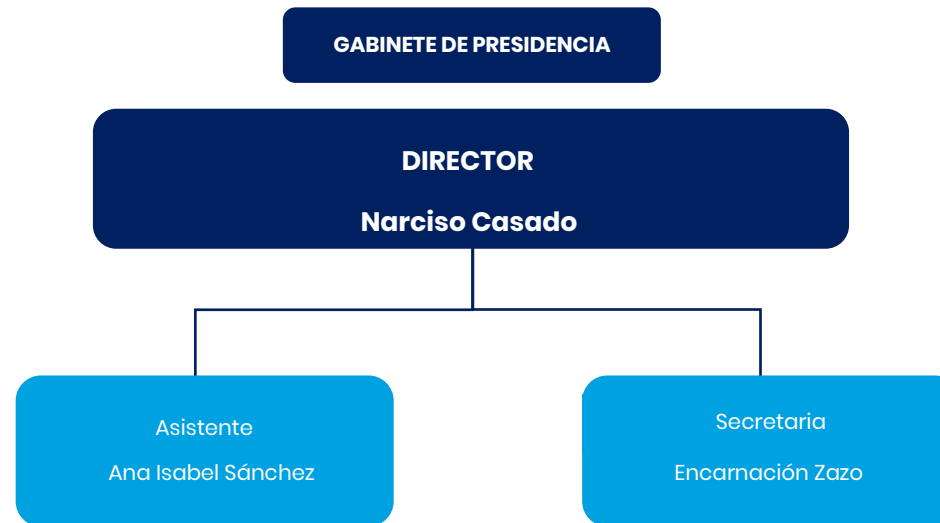 GABINETE DE PRESIDENCIA
DIRECTOR
Narciso Casado
Asistente
Ana Isabel Sánchez
Secretaria
Encarnación Zazo